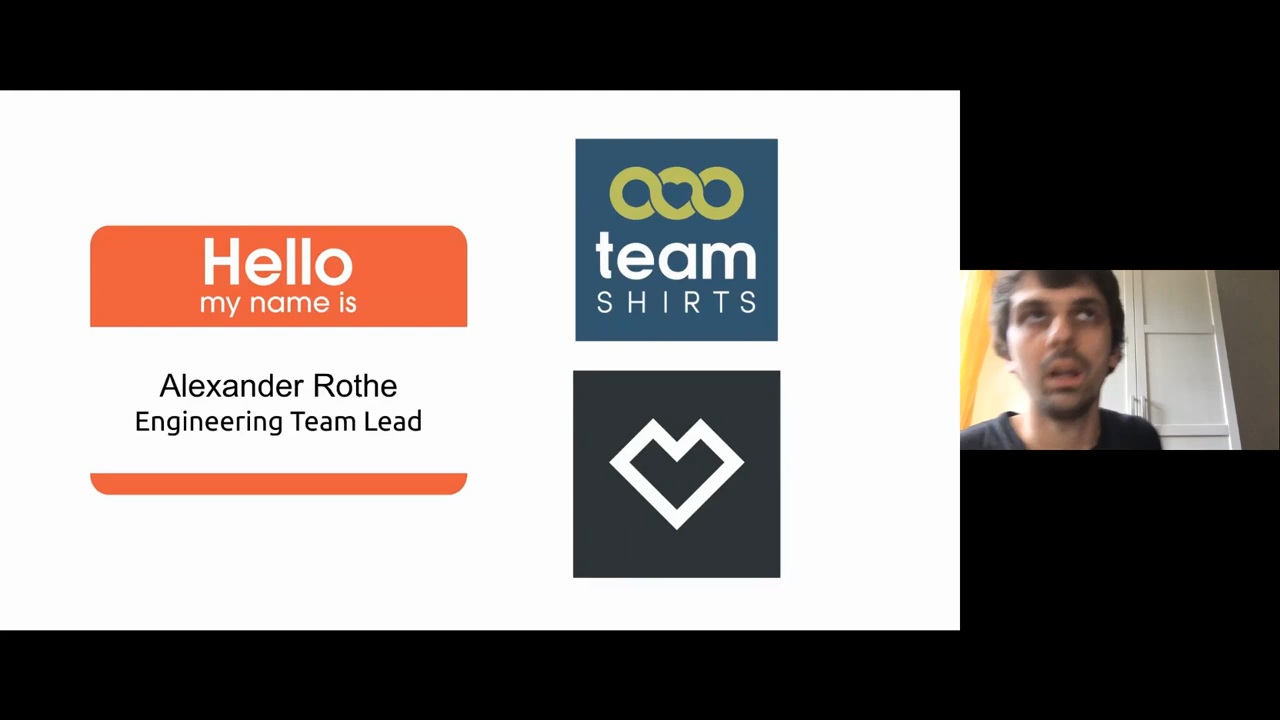 Hello
my name is
Alexander Rothe
Engineering Team Lead
team
SHIRTS